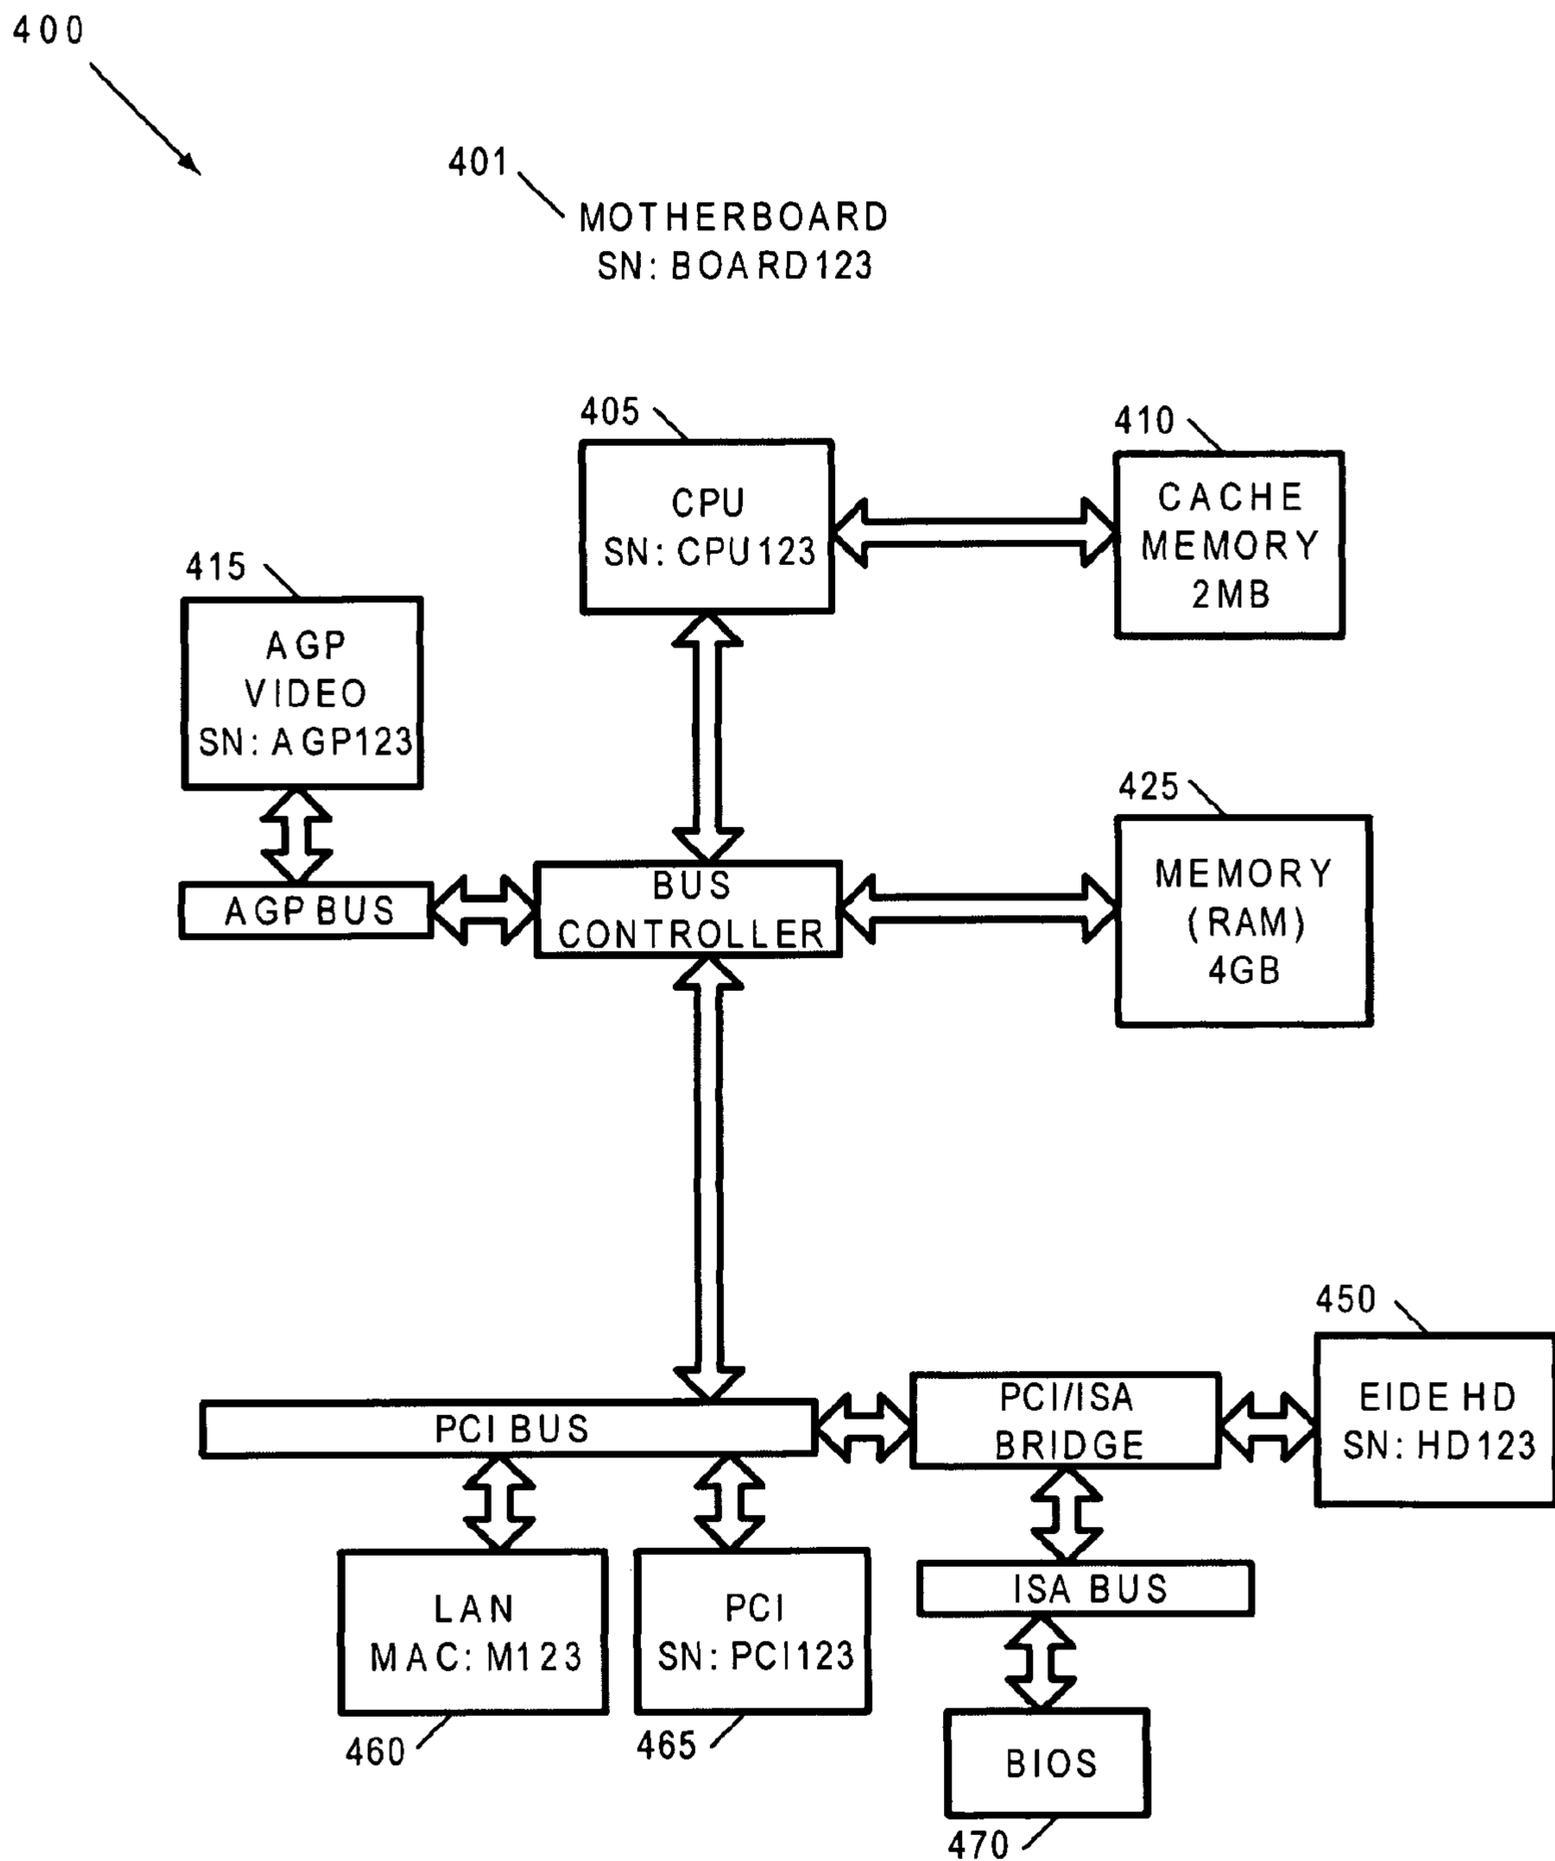 400
401
MOTHERBOARD
SN: BOARD123
405
CPU
SN: CPU123
410
CACHE
MEMORY
2MB
415
AGP
VIDEO
SN: AGP123
425
MEMORY
(RAM)
4GB
AGP BUS
BUS
CONTROLLER
450
EIDE HD
SN: HD123
PCI BUS
PCI/ISA
BRIDGE
LAN
MAC: M123
460
PCI
SN: PCI123
465
ISA BUS
BIOS
470